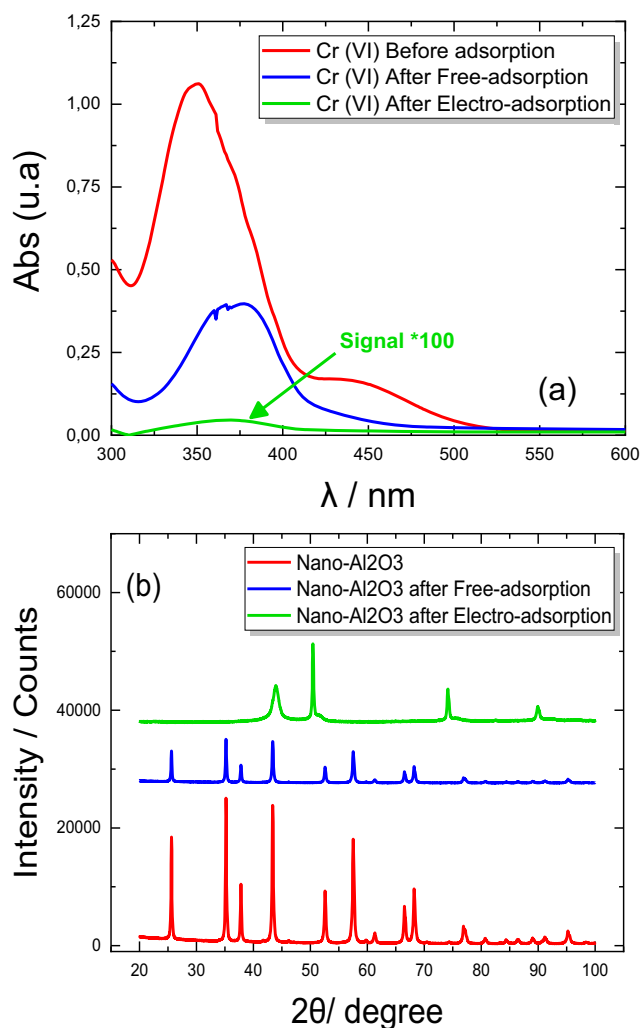 1,25
1,00
0,75
0,50
0,25
0,00
Abs (u.a)
Cr (VI) Before adsorption
Cr (VI) After Free-adsorption
Cr (VI) After Electro-adsorption
Signal *100
(a)
300 350 400 450 500 550 600
λ / nm
(b)
Nano-Al2O3
Nano-Al2O3 after Free-adsorption
Nano-Al2O3 after Electro-adsorption
60000
40000
20000
0
Intensity / Counts
20 30 40 50 60 70 80 90 100
2θ/ degree